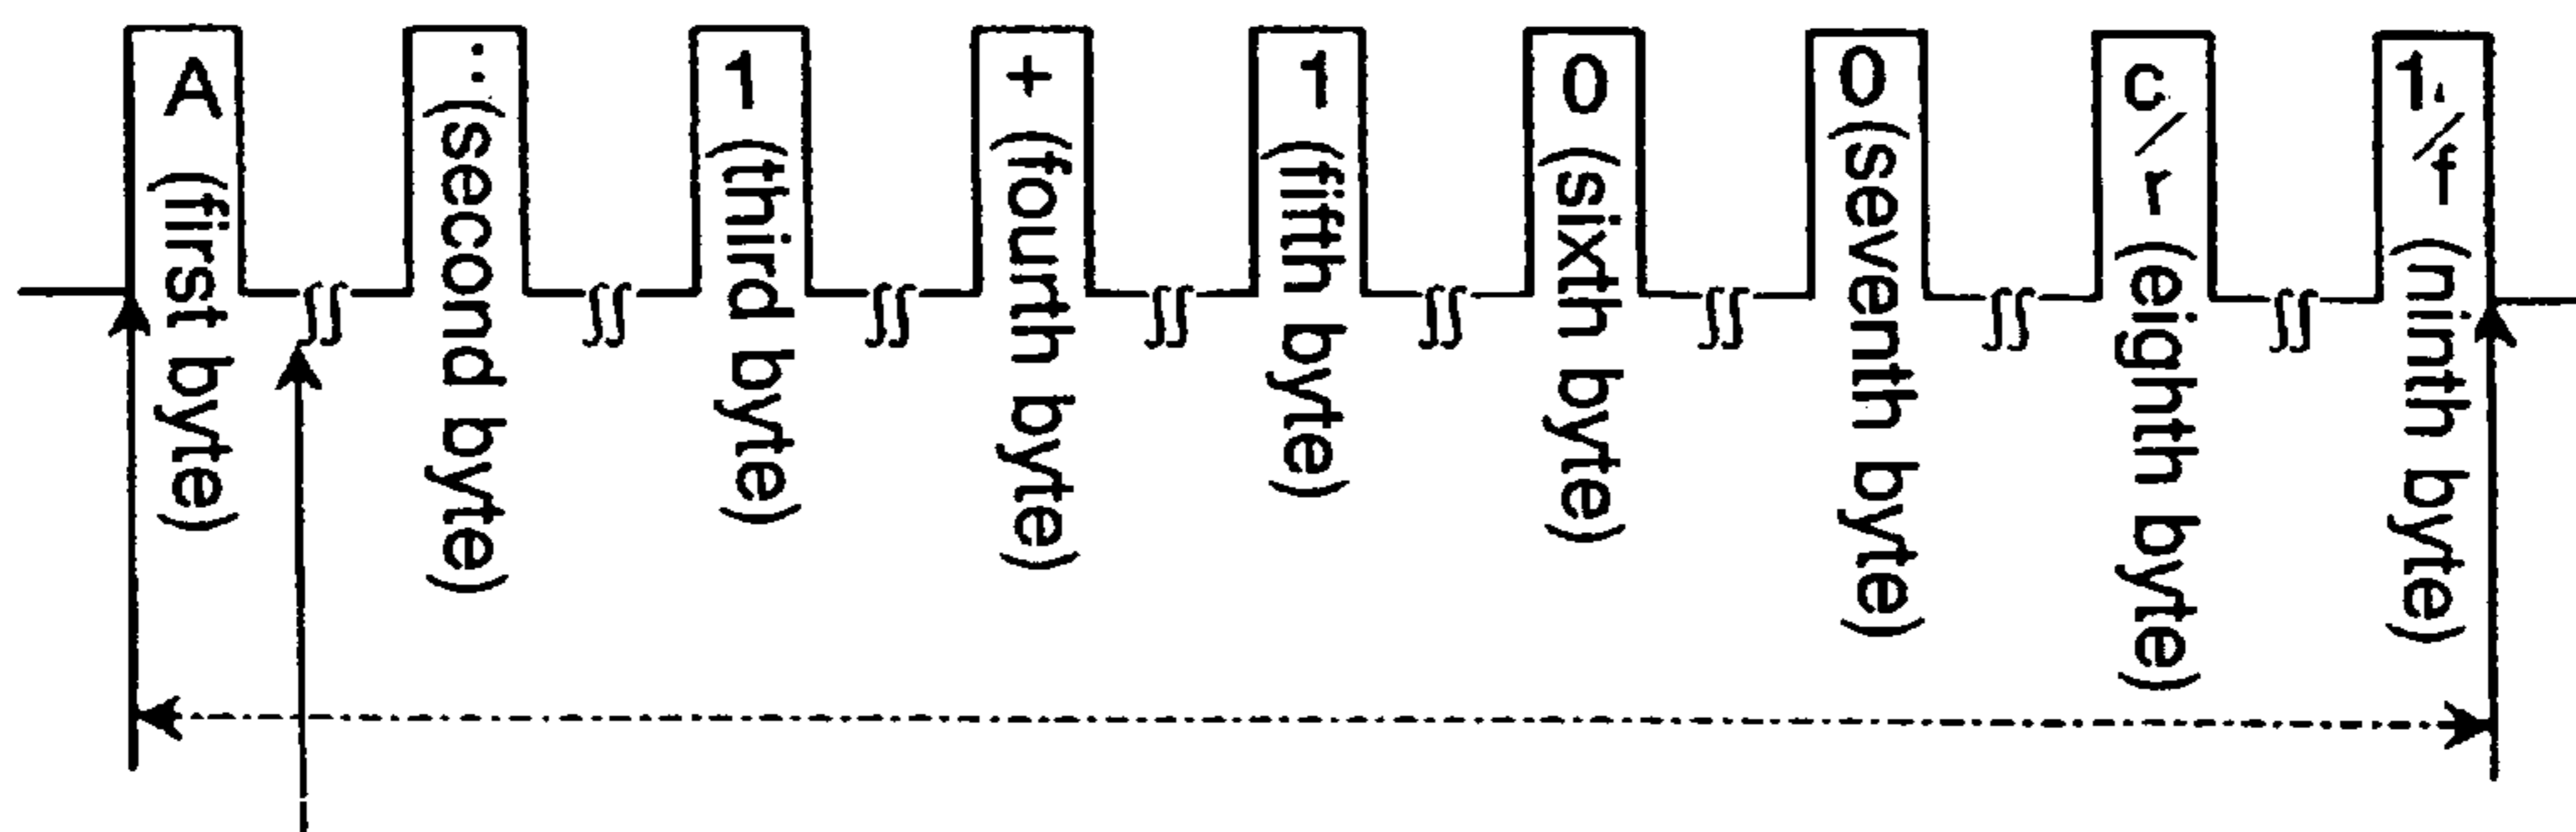 A (first byte)
: (second byte)
1 (third byte)
+ (fourth byte)
1 (fifth byte)
0 (sixth byte)
0 (seventh byte)
c/r (eighth byte)
1/f (ninth byte)